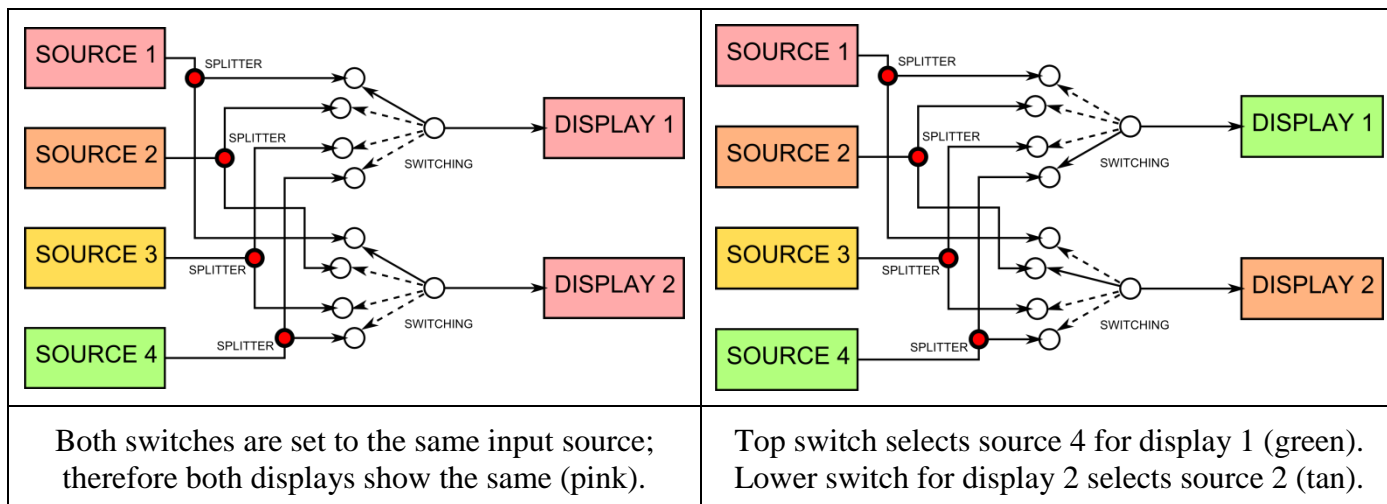 SOURCE 1
SPLITTER
SOURCE 2
SPLITTER
SWITCHING
DISPLAY 1
SOURCE 3
SPLITTER
SOURCE 4
SPLITTER
SWITCHING
DISPLAY 2
Both switches are set to the same input source;
therefore both displays show the same (pink).
SOURCE 1
SPLITTER
SOURCE 2
SPLITTER
SWITCHING
DISPLAY 1
SOURCE 3
SPLITTER
SOURCE 4
SPLITTER
SWITCHING
DISPLAY 2
Top switch selects source 4 for display 1 (green).
Lower switch for display 2 selects source 2 (tan).